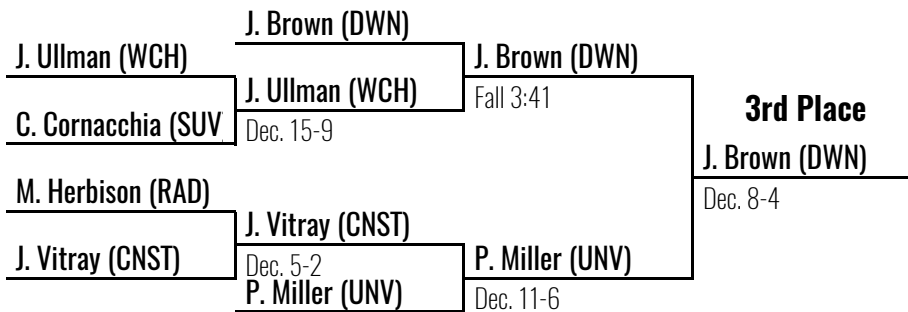 J. Brown (DWN)
J. Ullman (WCH)
J. Brown (DWN)
J. Ullman (WCH)
Fall 3:41
3rd Place
C. Cornacchia (SUV
Dec. 15-9
J. Brown (DWN)
M. Herbison (RAD)
Dec. 8-4
J. Vitray (CNST)
J. Vitray (CNST)
P. Miller (UNV)
Dec. 5-2
P. Miller (UNV)
Dec. 11-6